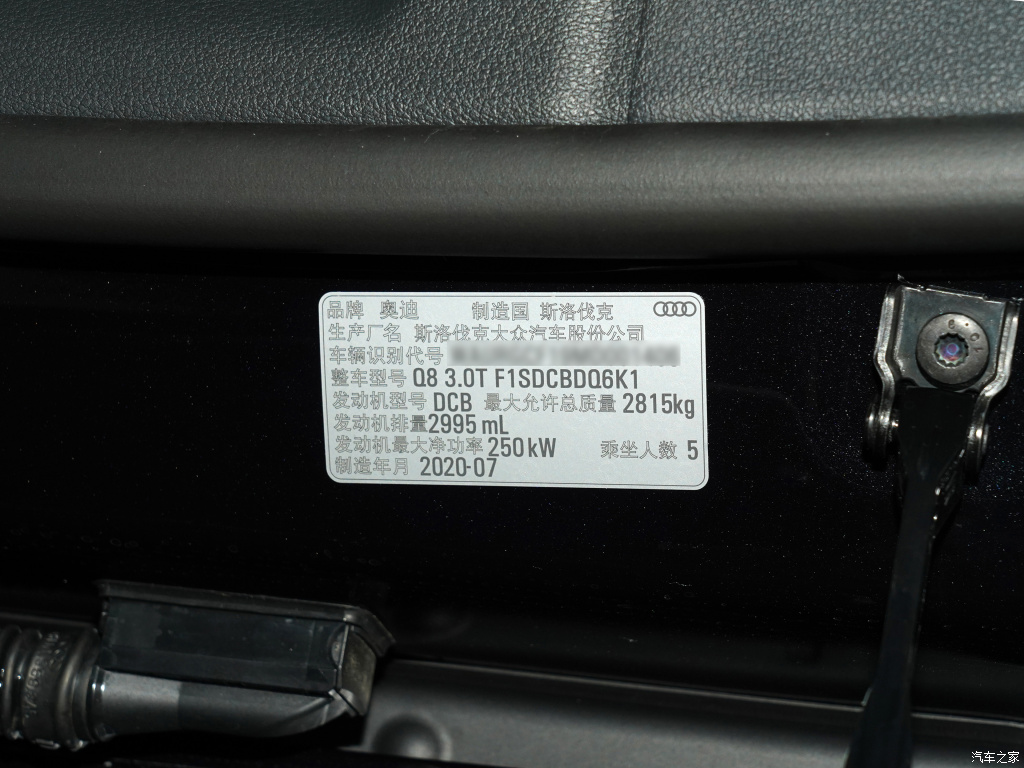 品牌 奥迪 制造国 斯洛伐克
生产厂名 斯洛伐克大众汽车股份公司
车辆识别代号
整车型号 Q8 3.0T F1SDCBDQ6K1
发动机型号 DCB 最大允许总质量 2815kg
发动机排量 2995 mL
发动机最大净功率 250 kW 乘坐人数 5
制造年月 2020-07
汽车之家